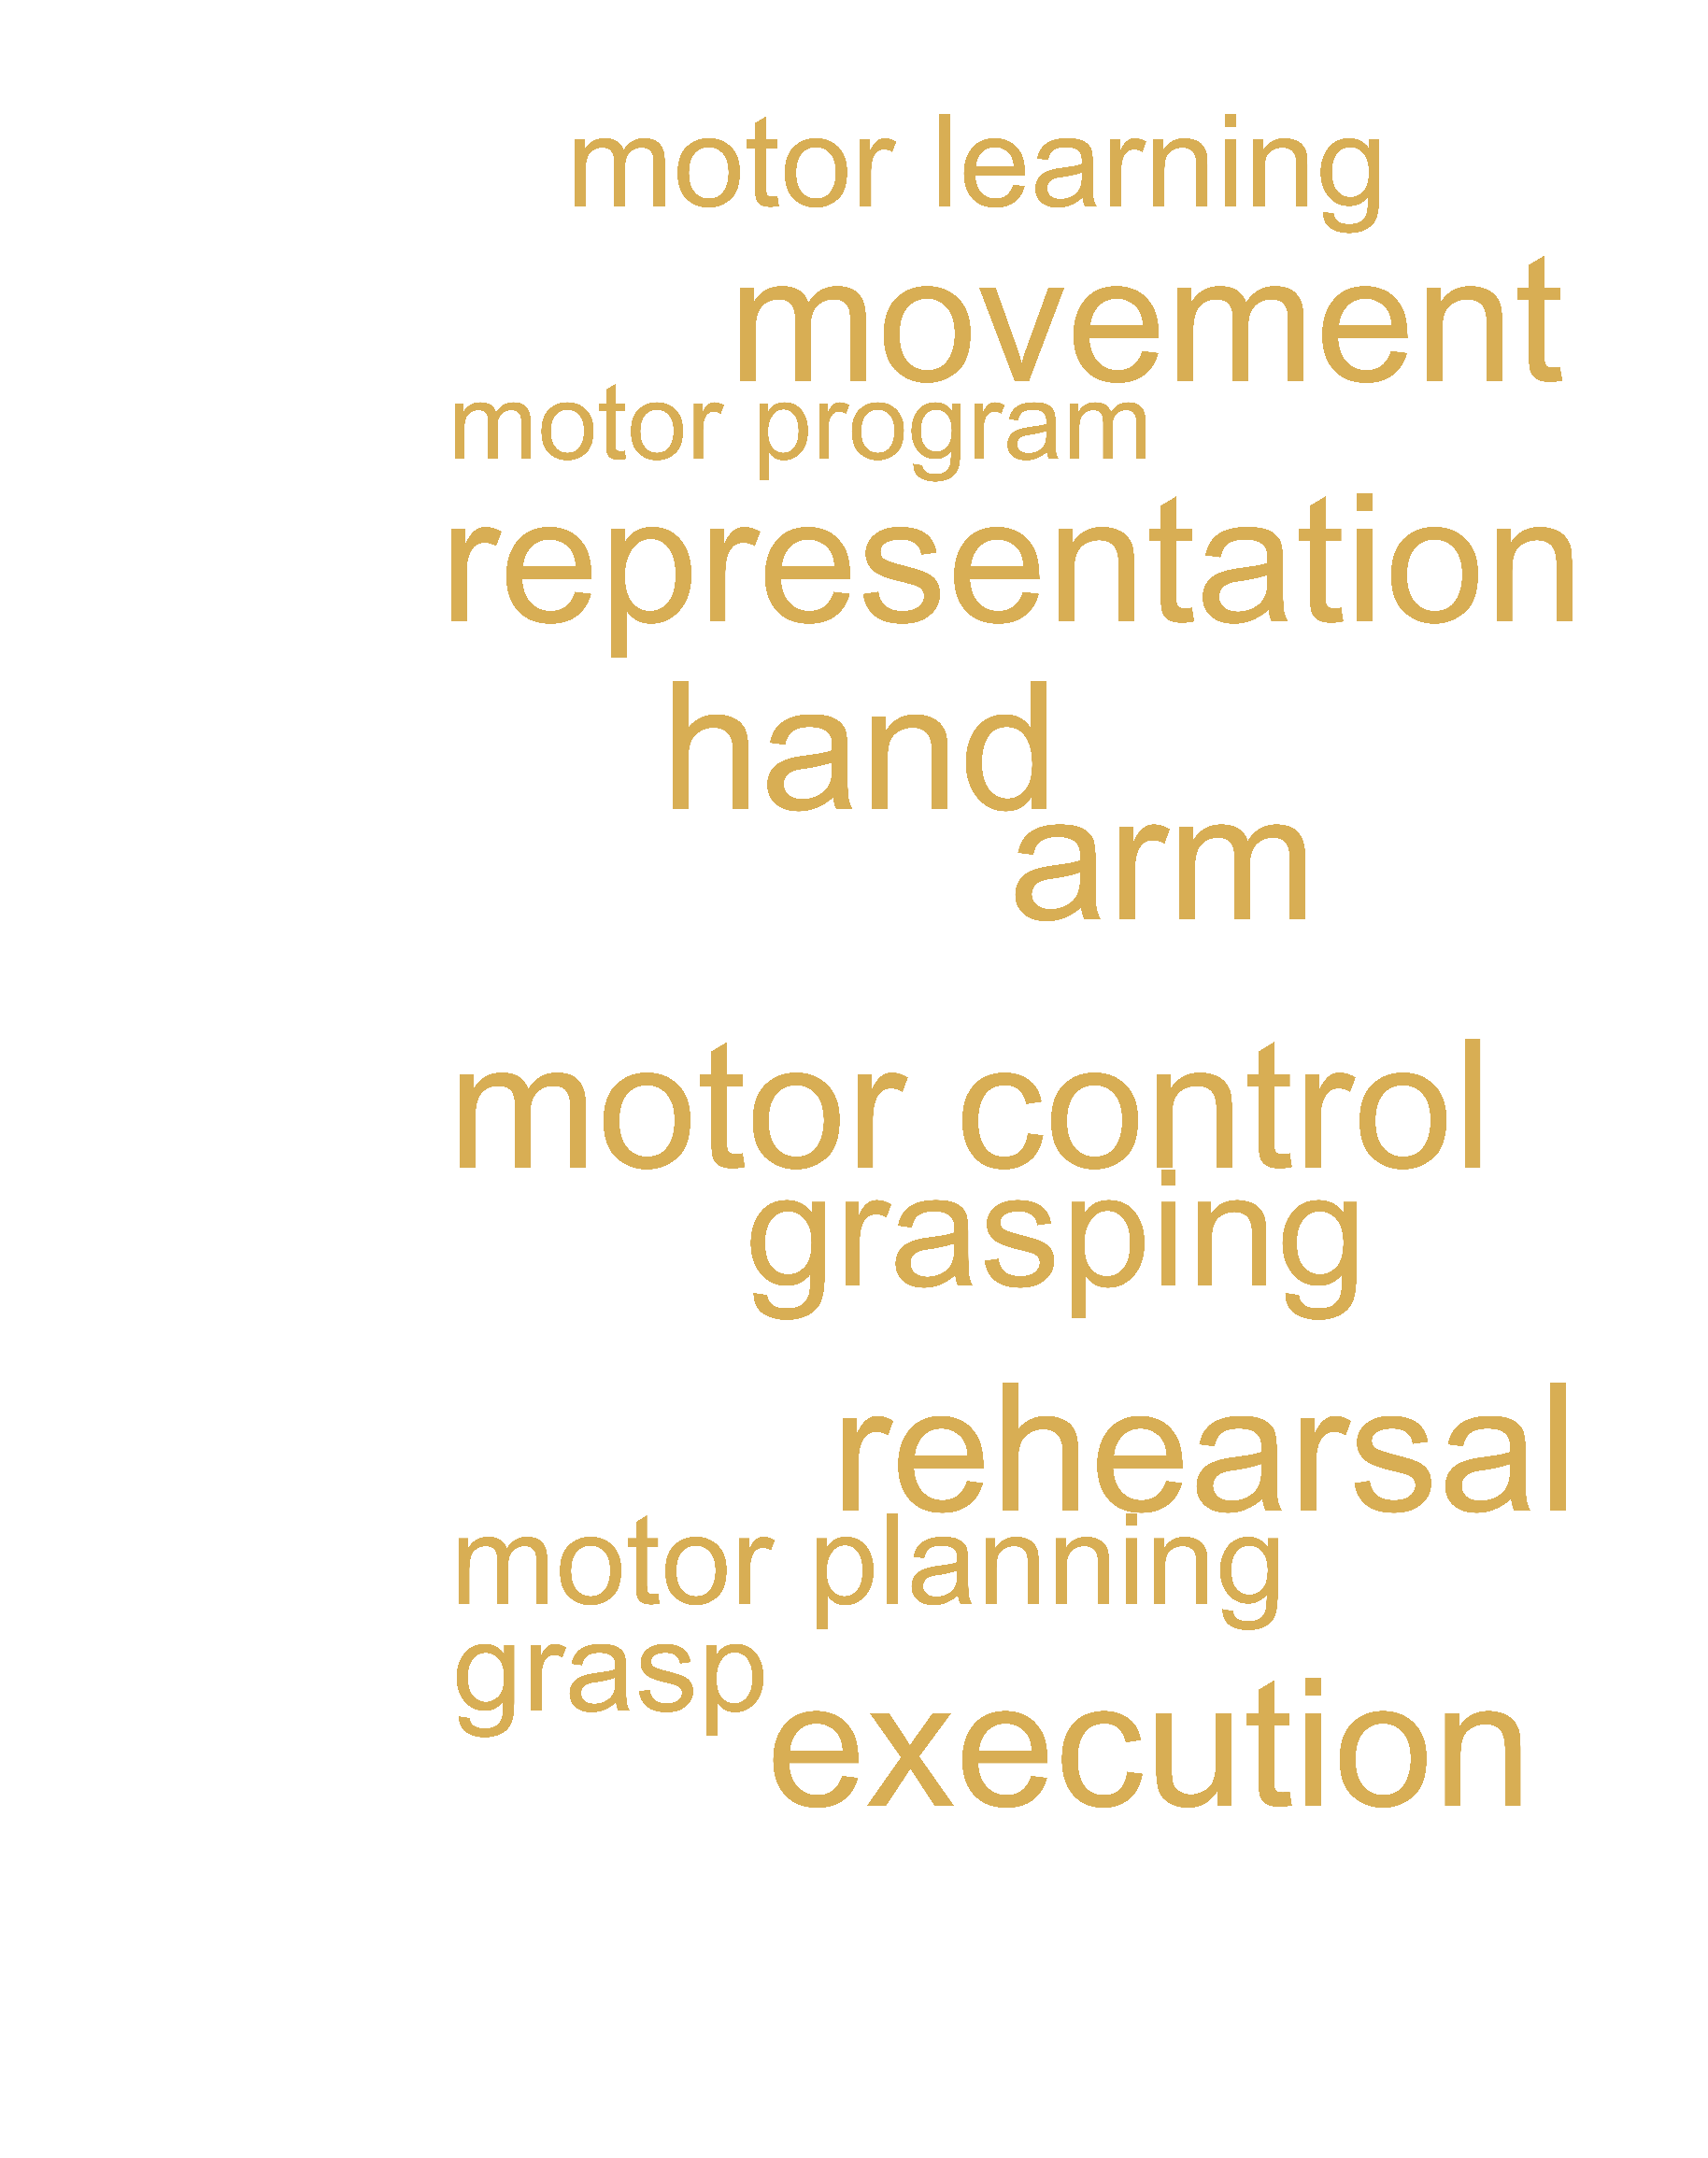 motor learning
movement
motor program
representation
hand
arm
motor control
grasping
rehearsal
motor planning
grasp
execution